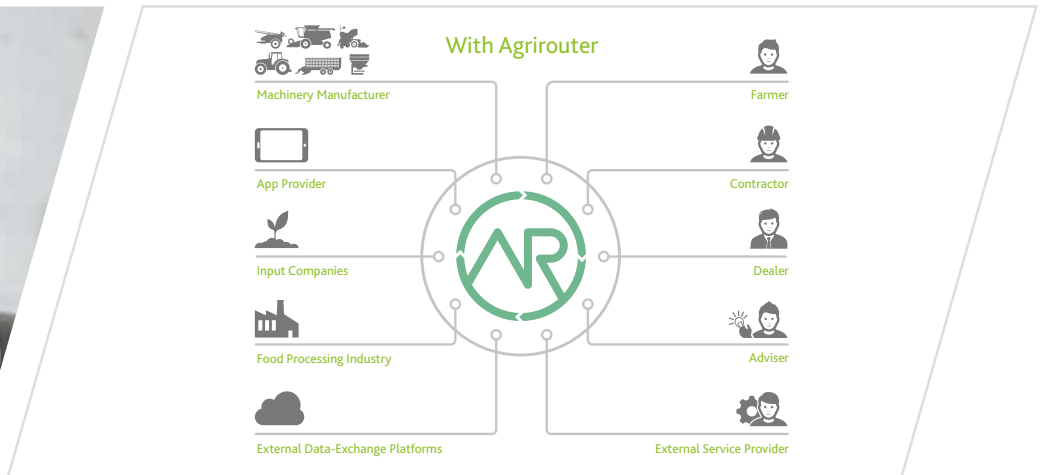 With Agrirouter
Machinery Manufacturer
Farmer
App Provider
Contractor
Input Companies
Dealer
AR
Food Processing Industry
Adviser
External Data-Exchange Platforms
External Service Provider